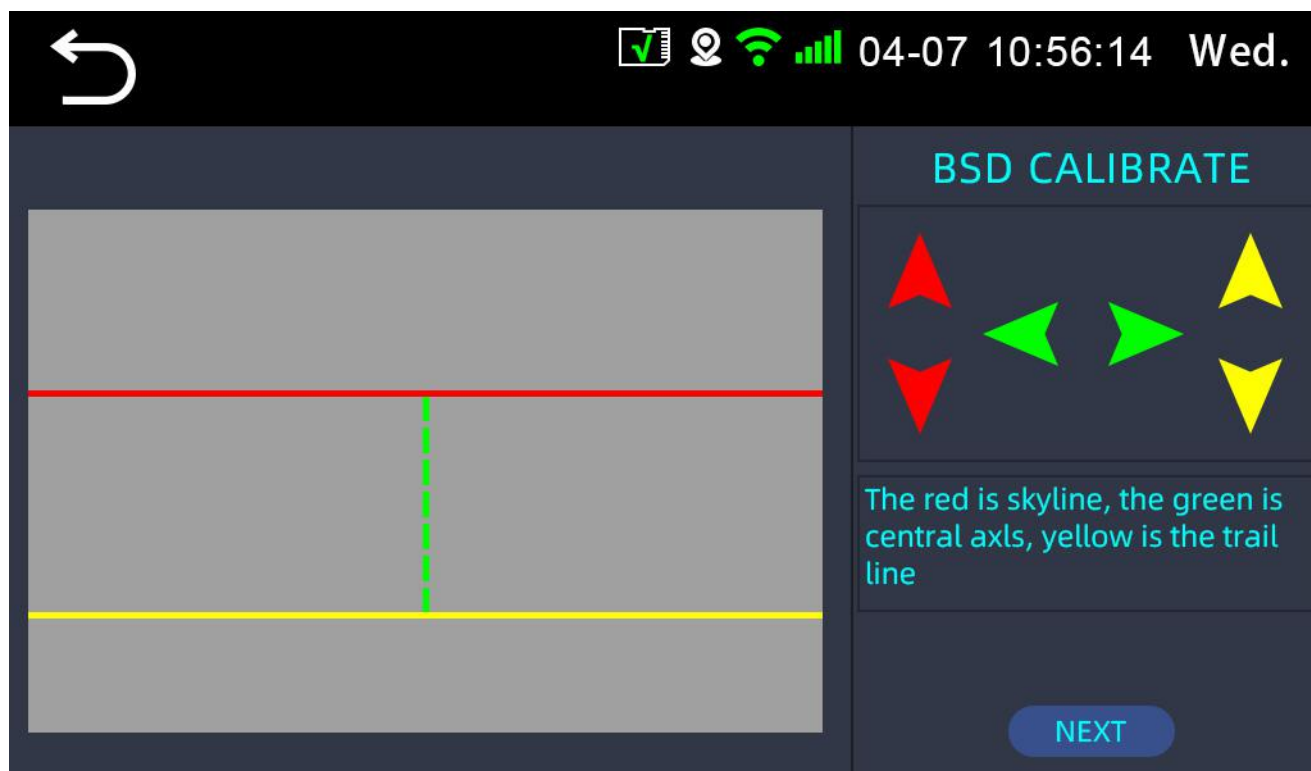 04-07 10:56:14 Wed.
BSD CALIBRATE
The red is skyline, the green is
central axls, yellow is the trail
line
NEXT